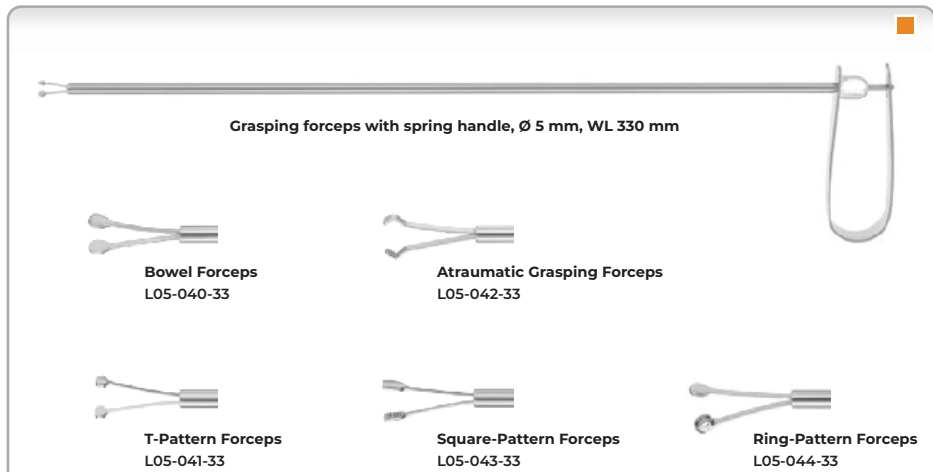 Grasping forceps with spring handle, Ø 5 mm, WL 330 mm
Bowel Forceps
L05-040-33
Atraumatic Grasping Forceps
L05-042-33
T-Pattern Forceps
L05-041-33
Square-Pattern Forceps
L05-043-33
Ring-Pattern Forceps
L05-044-33